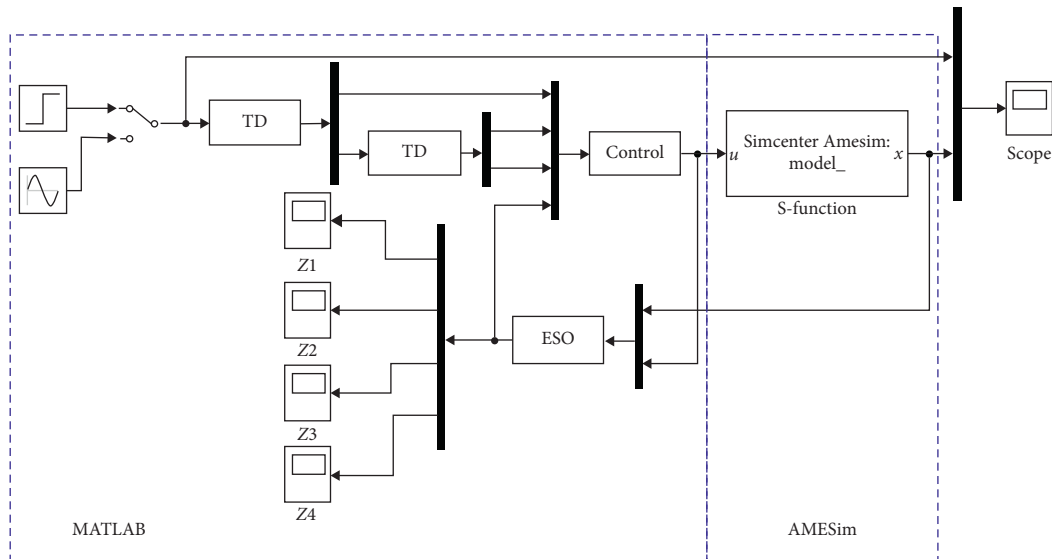 TD
TD
Control
u
Simcenter Amesim:
model_
x
S-function
Scope
Z1
Z2
ESO
Z3
Z4
MATLAB
AMESim